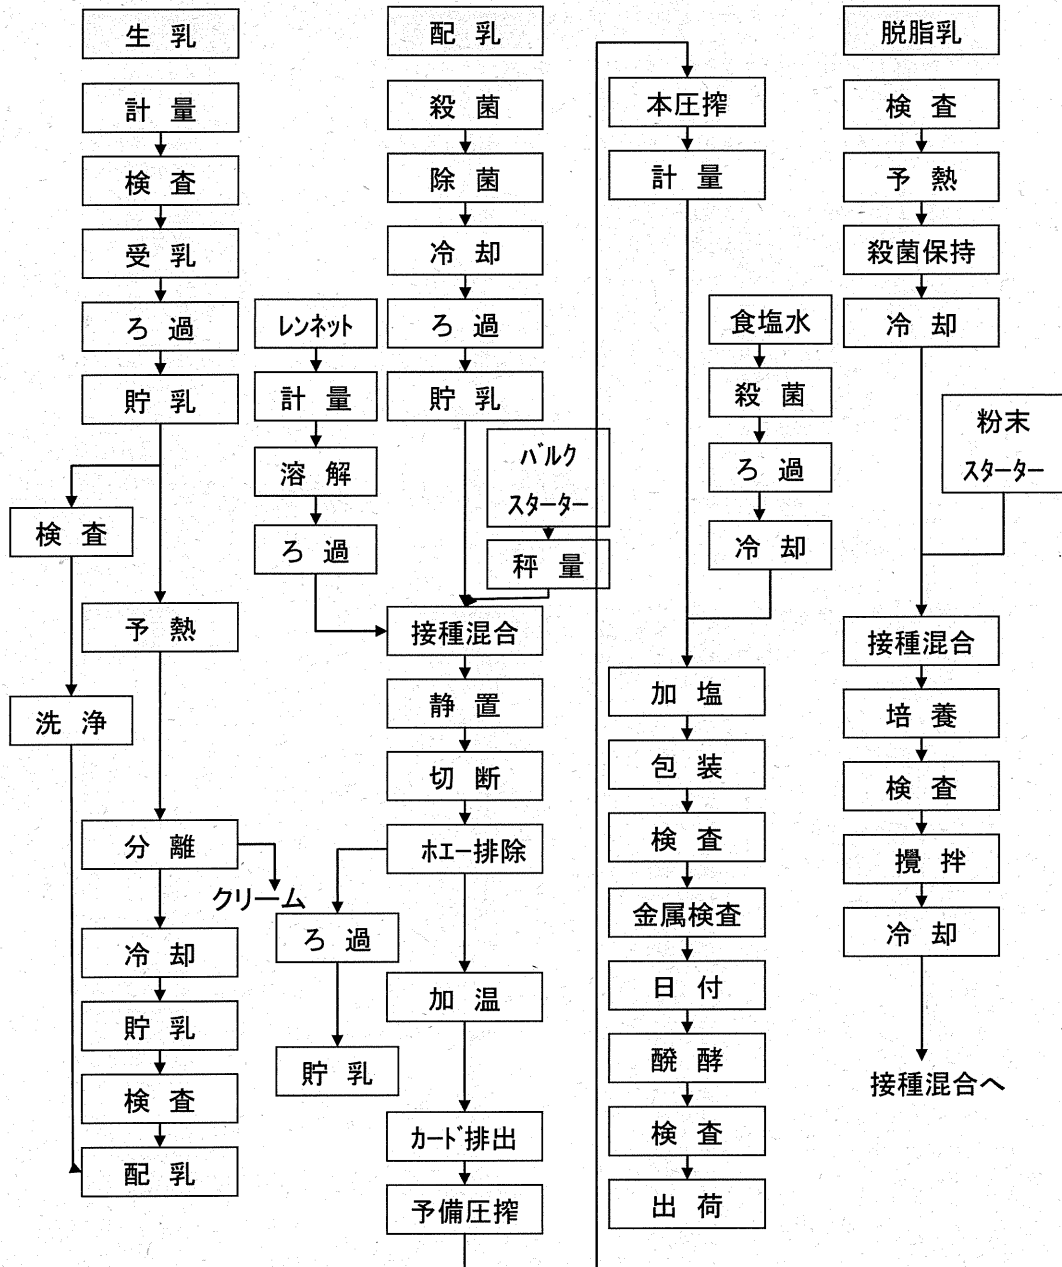 生乳
計量
検査
受乳
ろ過
貯乳
検査
予熱
洗浄
分離
クリーム
冷却
貯乳
検査
配乳
レンネット
計量
溶解
ろ過
配乳
殺菌
除菌
冷却
ろ過
貯乳
バルク
スターター
秤量
接種混合
静置
切断
ホエー排除
ろ過
貯乳
加温
カード排出
予備圧搾
本圧搾
計量
食塩水
殺菌
ろ過
冷却
加塩
包装
検査
金属検査
日付
醗酵
検査
出荷
脱脂乳
検査
予熱
殺菌保持
冷却
粉末
スターター
接種混合
培養
検査
攪拌
冷却
接種混合へ